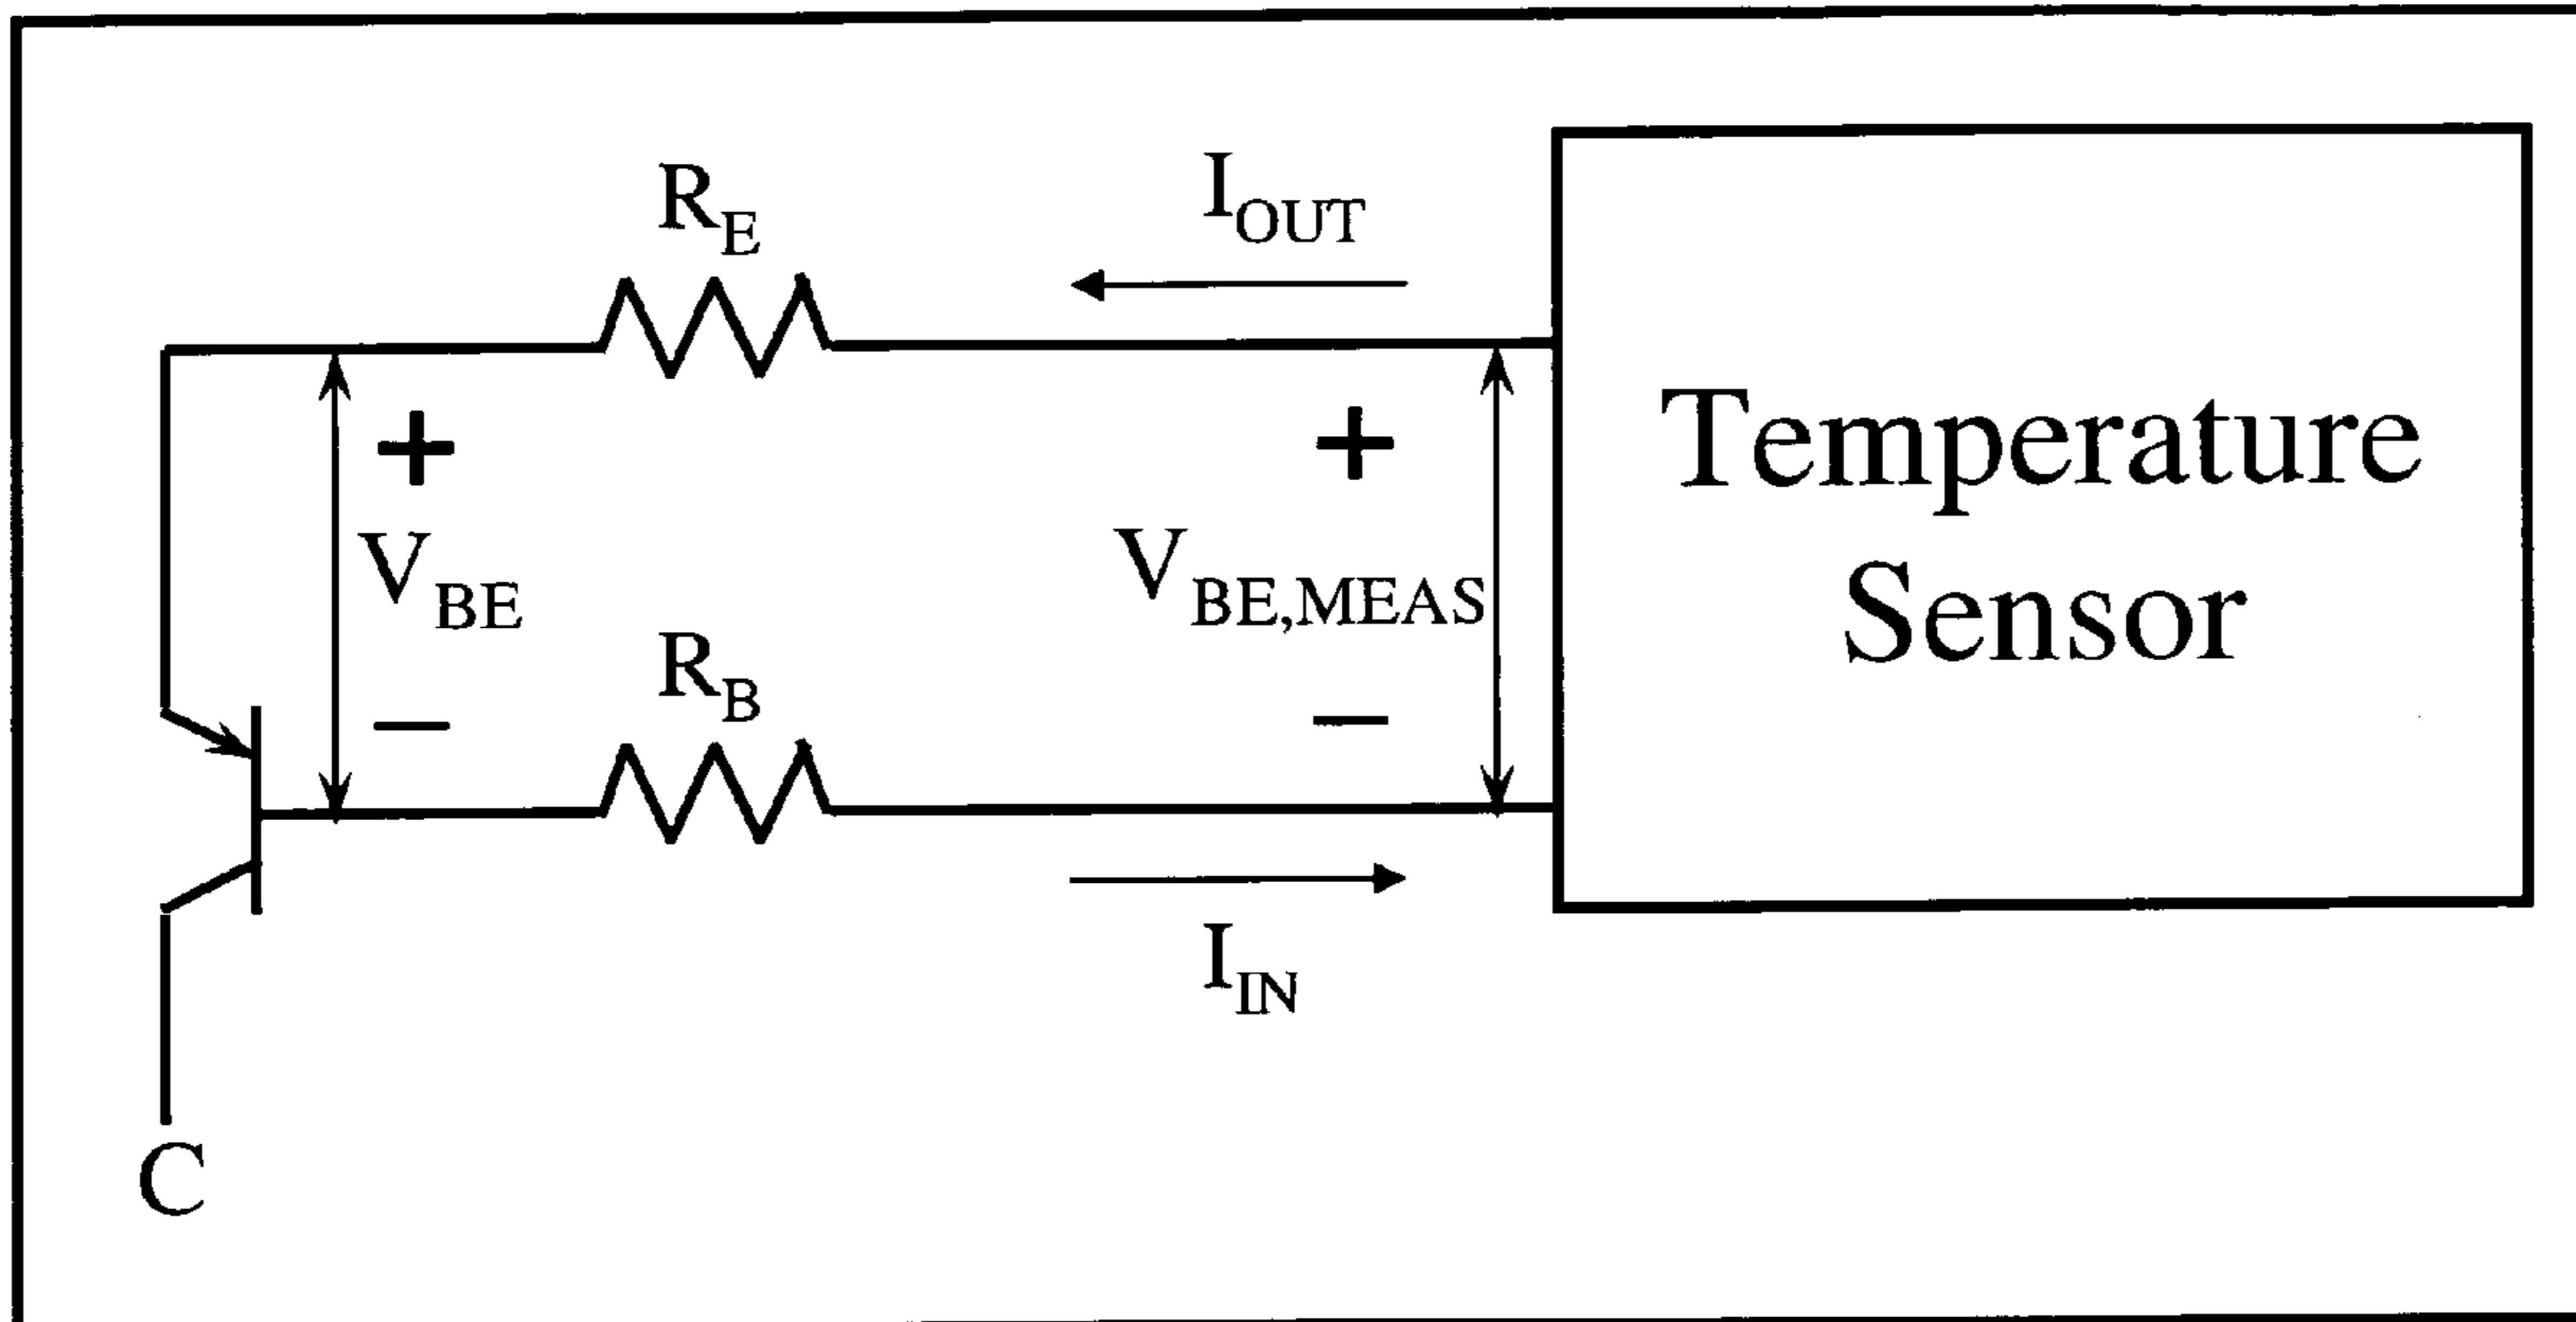 R_E
I_OUT
+
+
V_BE
V_BE,MEAS
Temperature
Sensor
R_B
−
−
I_IN
C